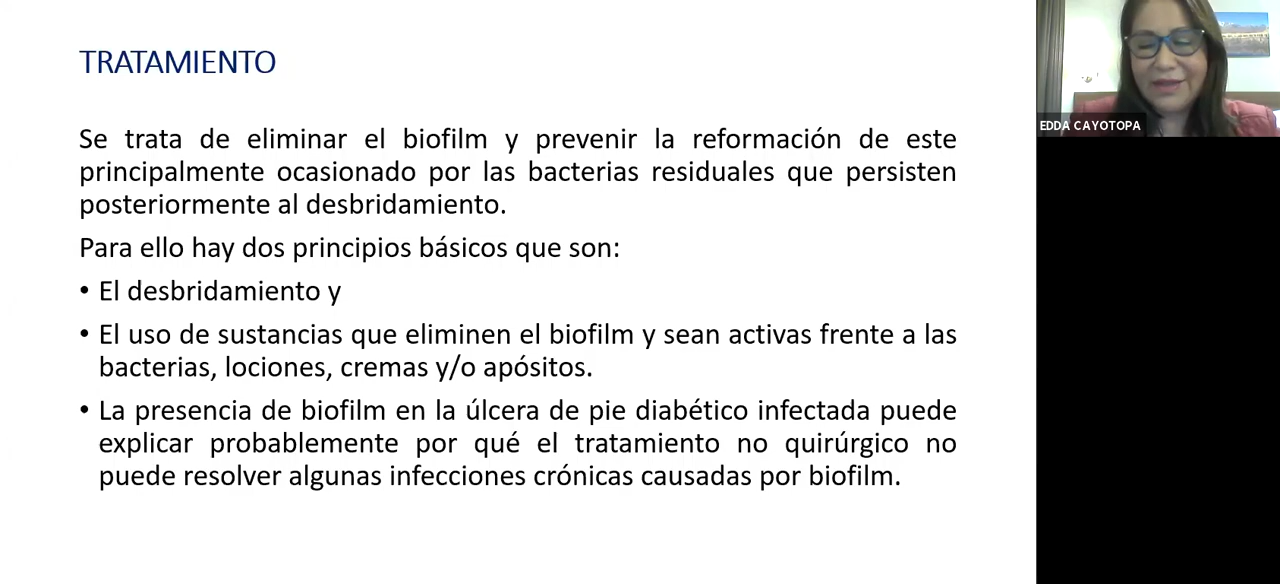 TRATAMIENTO
Se trata de eliminar el biofilm y prevenir la reformación de este
principalmente ocasionado por las bacterias residuales que persisten
posteriormente al desbridamiento.
Para ello hay dos principios básicos que son:
• El desbridamiento y
• El uso de sustancias que eliminen el biofilm y sean activas frente a las
bacterias, lociones, cremas y/o apósitos.
• La presencia de biofilm en la úlcera de pie diabético infectada puede
explicar probablemente por qué el tratamiento no quirúrgico no
puede resolver algunas infecciones crónicas causadas por biofilm.
EDDA CAYOTOPA